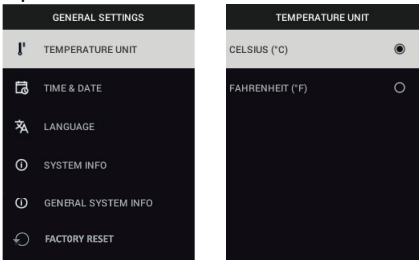 GENERAL SETTINGS
TEMPERATURE UNIT
TIME & DATE
LANGUAGE
SYSTEM INFO
GENERAL SYSTEM INFO
FACTORY RESET
TEMPERATURE UNIT
CELSIUS (°C)
FAHRENHEIT (°F)